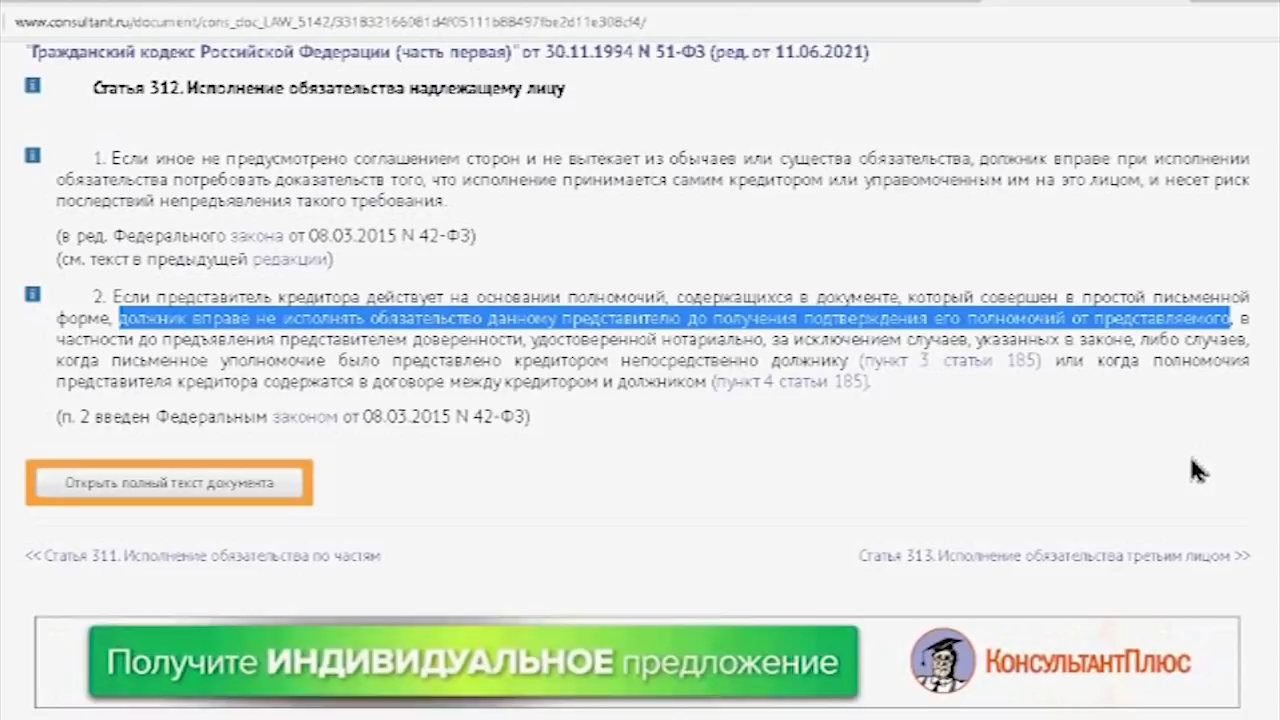 www.consultant.ru/document/cons_doc_LAW_5142/331832166081d4f05111b88497fbe2d11e308cf4/
"Гражданский кодекс Российской Федерации (часть первая)" от 30.11.1994 N 51-ФЗ (ред. от 11.06.2021)
Статья 312. Исполнение обязательства надлежащему лицу
1. Если иное не предусмотрено соглашением сторон и не вытекает из обычаев или существа обязательства, должник вправе при исполнении
обязательства потребовать доказательств того, что исполнение принимается самим кредитором или управомоченным им на это лицом, и несет риск
последствий непредъявления такого требования.
(в ред. Федерального закона от 08.03.2015 N 42-ФЗ)
(см. текст в предыдущей редакции)
2. Если представитель кредитора действует на основании полномочий, содержащихся в документе, который совершен в простой письменной
форме, должник вправе не исполнять обязательство данному представителю до получения подтверждения его полномочий от представляемого, в
частности до предъявления представителем доверенности, удостоверенной нотариально, за исключением случаев, указанных в законе, либо случаев,
когда письменное уполномочие было представлено кредитором непосредственно должнику (пункт 3 статьи 185) или когда полномочия
представителя кредитора содержатся в договоре между кредитором и должником (пункт 4 статьи 185).
(п. 2 введен Федеральным законом от 08.03.2015 N 42-ФЗ)
Открыть полный текст документа
<< Статья 311. Исполнение обязательства по частям
Статья 313. Исполнение обязательства третьим лицом >>
Получите ИНДИВИДУАЛЬНОЕ предложение
КонсультантПлюс